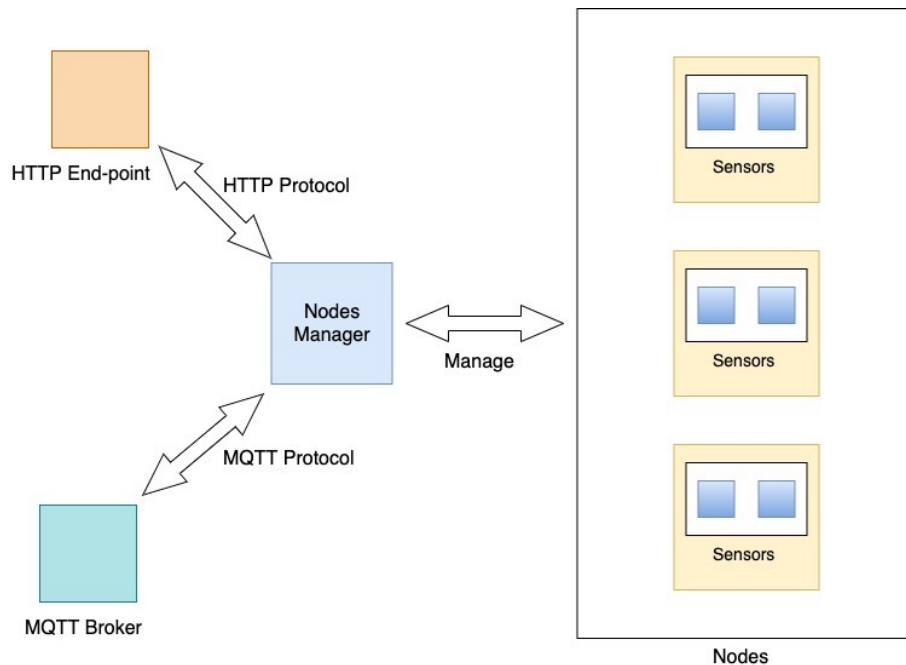 HTTP End-point
HTTP Protocol
Nodes
Manager
Manage
MQTT Protocol
MQTT Broker
Sensors
Sensors
Sensors
Nodes